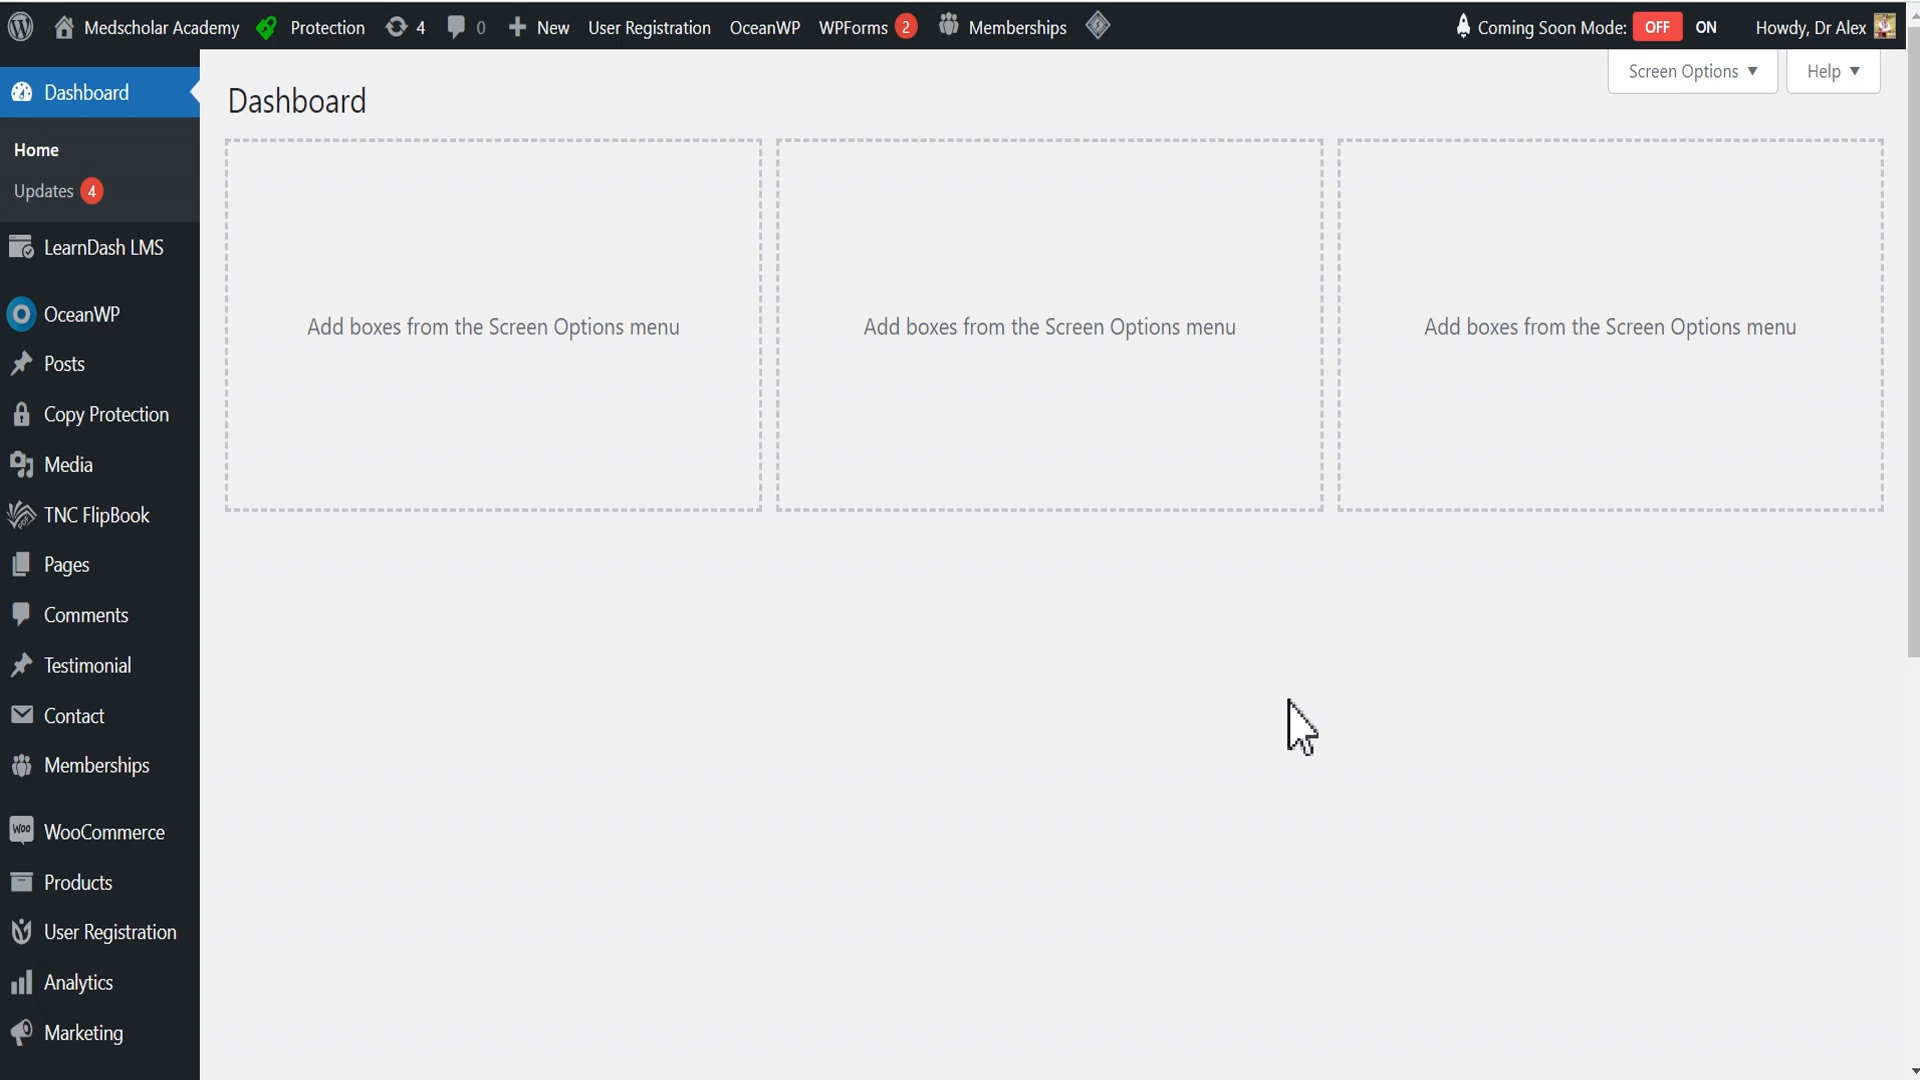 Medscholar Academy Protection 4 0 New User Registration OceanWP WPForms 2 Memberships Coming Soon Mode: OFF ON Howdy, Dr Alex
Screen Options Help
Dashboard
Home
Updates 4
LearnDash LMS
OceanWP
Posts
Copy Protection
Media
TNC FlipBook
Pages
Comments
Testimonial
Contact
Memberships
Woo WooCommerce
Products
User Registration
Analytics
Marketing
Dashboard
Add boxes from the Screen Options menu
Add boxes from the Screen Options menu
Add boxes from the Screen Options menu